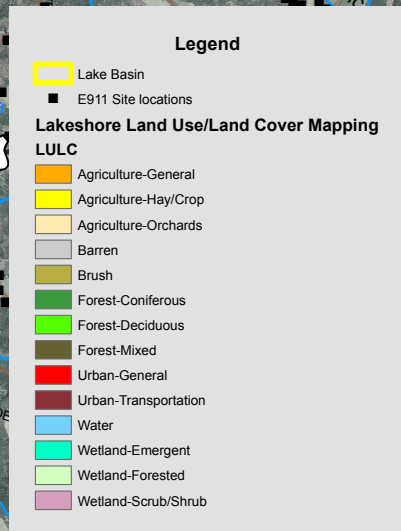 Legend
Lake Basin
E911 Site locations
Lakeshore Land Use/Land Cover Mapping
LULC
Agriculture-General
Agriculture-Hay/Crop
Agriculture-Orchards
Barren
Brush
Forest-Coniferous
Forest-Deciduous
Forest-Mixed
Urban-General
Urban-Transportation
Water
Wetland-Emergent
Wetland-Forested
Wetland-Scrub/Shrub